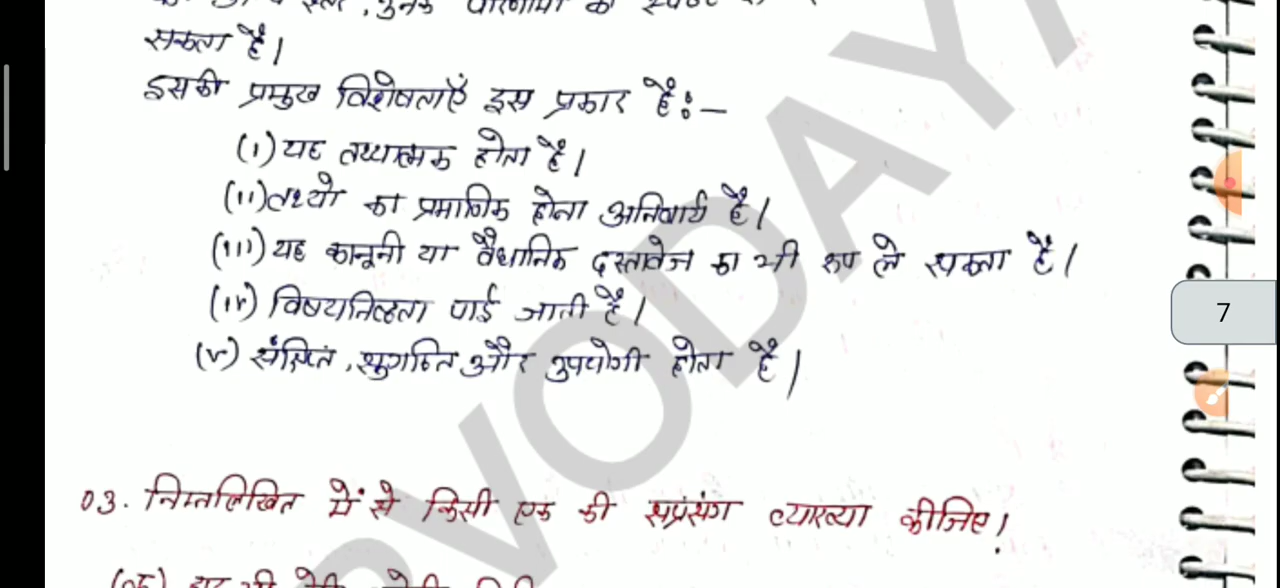 सकता है।
इसकी प्रमुख विशेषताएँ इस प्रकार हैं:–
(i) यह तथ्यात्मक होता है।
(ii) तथ्यो का प्रमाणिक होना अनिवार्य है।
(iii) यह कानूनी या वैधानिक दस्तावेज का भी रूप ले सकता है।
(iv) विषयनिष्ठता पाई जाती है।
(v) संक्षिप्त, सुगठित और उपयोगी होता है।
7
03. निम्नलिखित में से किसी एक की सप्रसंग व्याख्या कीजिए।
RVODAYA